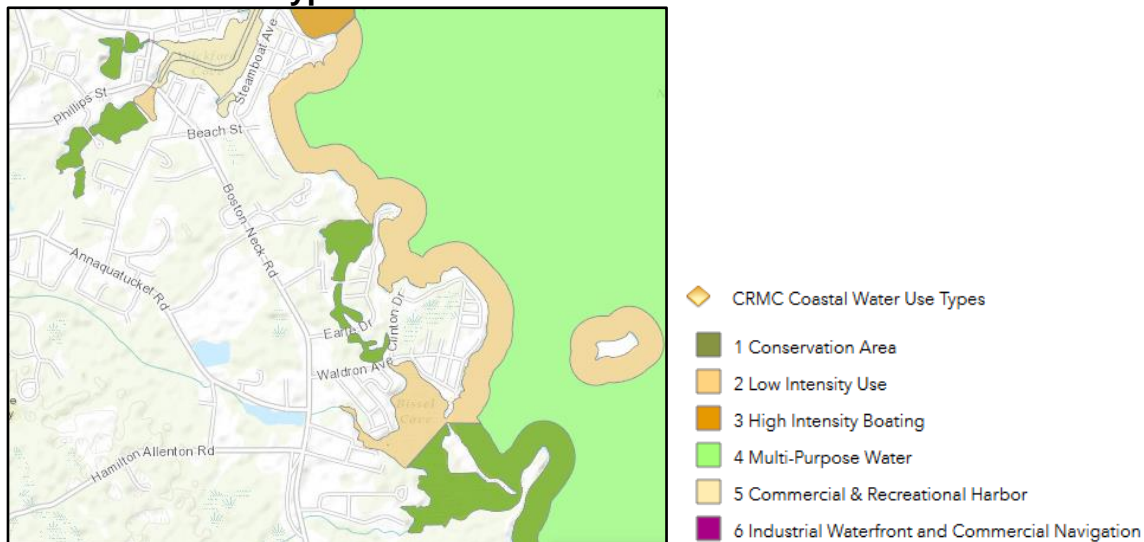 Phillips St
Steamboat Ave
Beach St
Boston Neck Rd
Annaquatucket Rd
Earle Dr
Clinton Dr
Waldron Ave
Bissel
Cove
Hamilton Allenton Rd
CRMC Coastal Water Use Types
1 Conservation Area
2 Low Intensity Use
3 High Intensity Boating
4 Multi-Purpose Water
5 Commercial & Recreational Harbor
6 Industrial Waterfront and Commercial Navigation